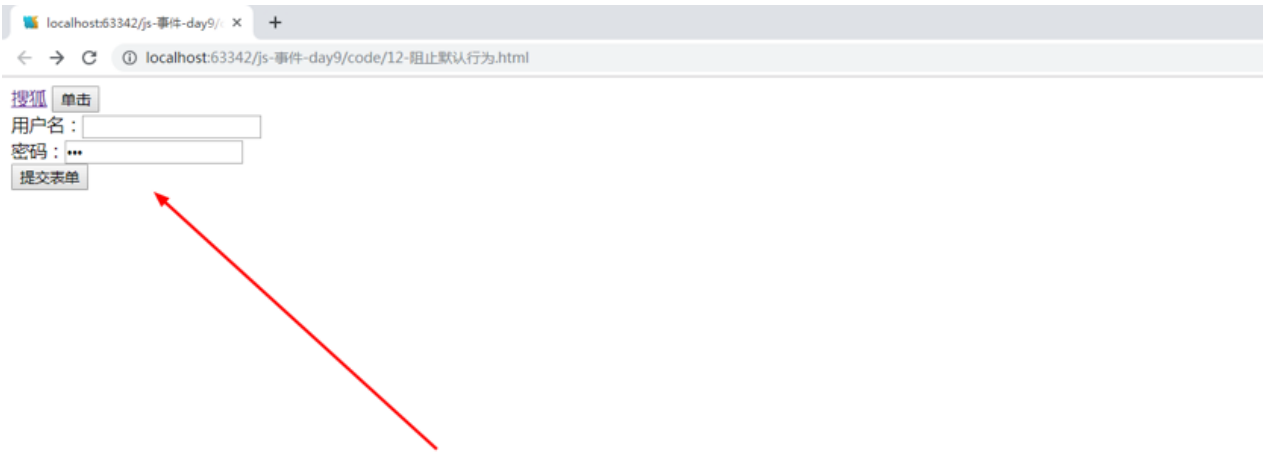 localhost:63342/js-事件-day9/
localhost:63342/js-事件-day9/code/12-阻止默认行为.html
搜狐 单击
用户名：
密码：•••
提交表单